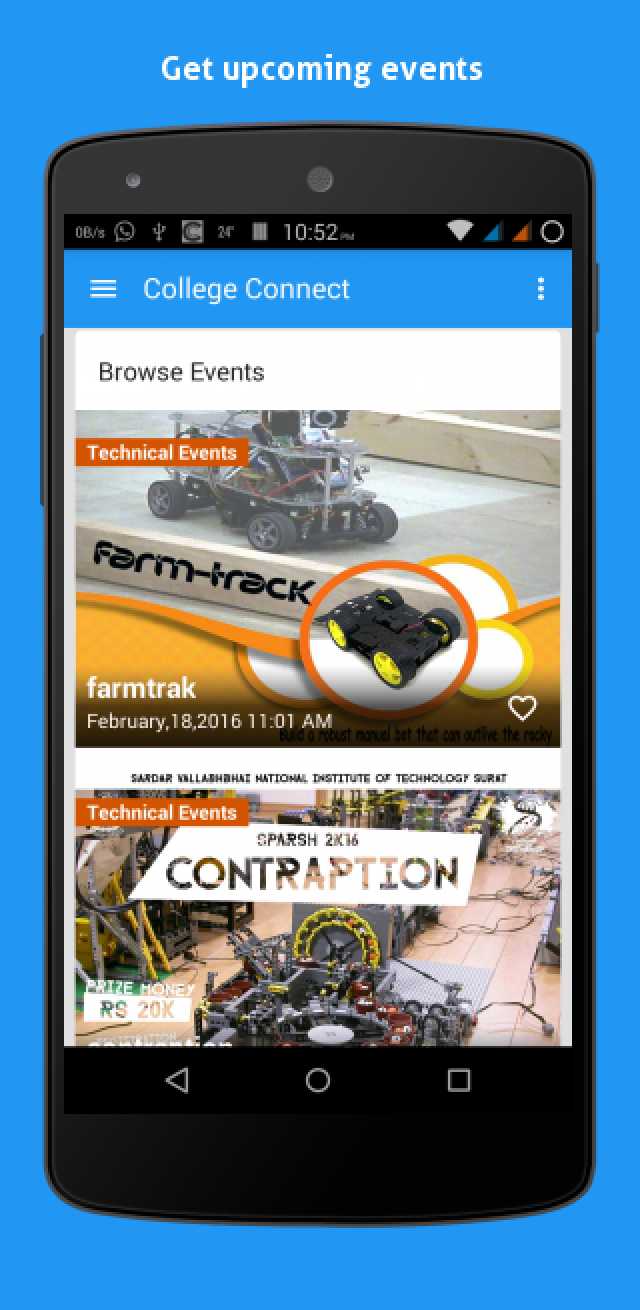 Get upcoming events
0B/s 24° 10:52 PM
College Connect
Browse Events
Technical Events
farm-track
farmtrak
February,18,2016 11:01 AM
Build a robust manual bot that can outlive the rocky
SARDAR VALLABHBHAI NATIONAL INSTITUTE OF TECHNOLOGY SURAT
Technical Events
SPARSH 2K16
CONTRAPTION
PRIZE MONEY
RS 20K
contraption